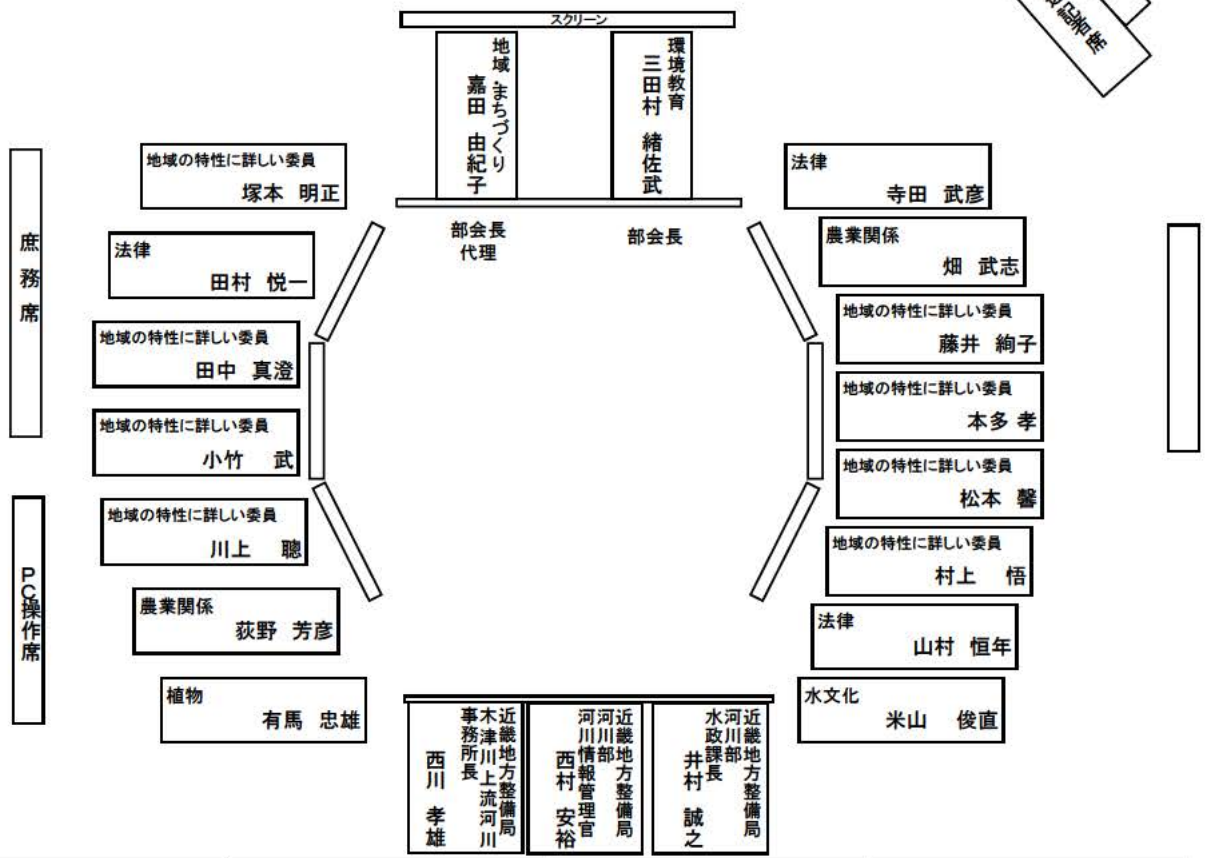 スクリーン
記者席
環境教育
三田村 緒佐武
地域・まちづくり
嘉田 由紀子
部会長
代理
部会長
地域の特性に詳しい委員
塚本 明正
法律
田村 悦一
地域の特性に詳しい委員
田中 真澄
地域の特性に詳しい委員
小竹 武
地域の特性に詳しい委員
川上 聰
農業関係
荻野 芳彦
植物
有馬 忠雄
法律
寺田 武彦
農業関係
畑 武志
地域の特性に詳しい委員
藤井 絢子
地域の特性に詳しい委員
本多 孝
地域の特性に詳しい委員
松本 馨
地域の特性に詳しい委員
村上 悟
法律
山村 恒年
水文化
米山 俊直
庶務席
PC操作席
近畿地方整備局
河川部
水政課長
井村 誠之
近畿地方整備局
河川部
河川情報管理官
西村 安裕
近畿地方整備局
木津川上流河川
事務所長
西川 孝雄